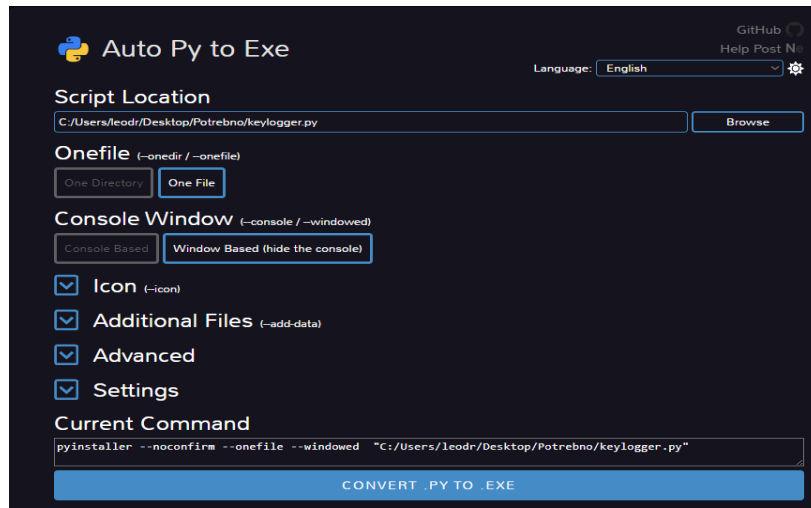 GitHub
Auto Py to Exe
Help Post Ne
Language: English
Script Location
C:/Users/leodr/Desktop/Potrebno/keylogger.py
Browse
Onefile (--onedir / --onefile)
One Directory
One File
Console Window (--console / --windowed)
Console Based
Window Based (hide the console)
Icon (--icon)
Additional Files (--add-data)
Advanced
Settings
Current Command
pyinstaller --noconfirm --onefile --windowed  "C:/Users/leodr/Desktop/Potrebno/keylogger.py"
CONVERT .PY TO .EXE